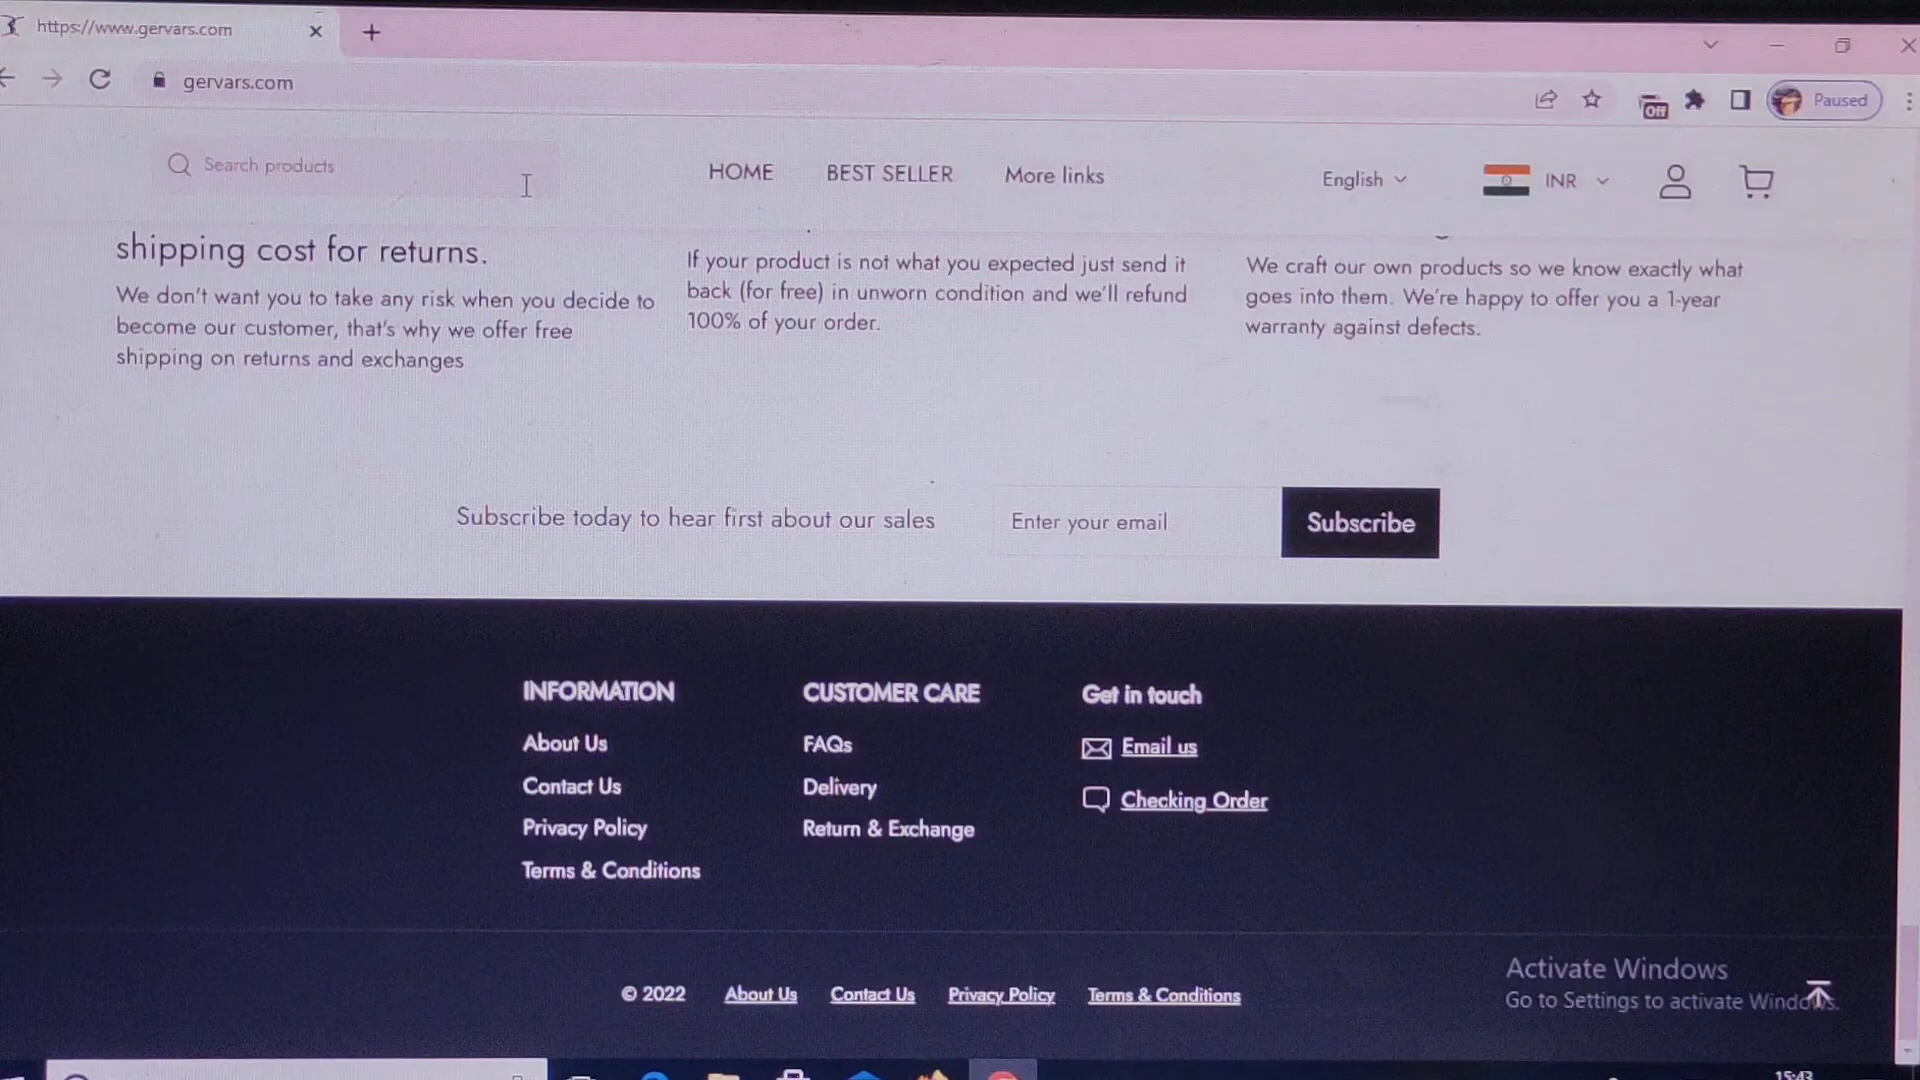 https://www.gervars.com
gervars.com
Off
Paused
Search products
HOME
BEST SELLER
More links
English
INR
shipping cost for returns.
We don't want you to take any risk when you decide to
become our customer, that's why we offer free
shipping on returns and exchanges
If your product is not what you expected just send it
back (for free) in unworn condition and we'll refund
100% of your order.
We craft our own products so we know exactly what
goes into them. We're happy to offer you a 1-year
warranty against defects.
Subscribe today to hear first about our sales
Enter your email
Subscribe
INFORMATION
About Us
Contact Us
Privacy Policy
Terms & Conditions
CUSTOMER CARE
FAQs
Delivery
Return & Exchange
Get in touch
Email us
Checking Order
© 2022
About Us
Contact Us
Privacy Policy
Terms & Conditions
Activate Windows
Go to Settings to activate Windows.
15:43